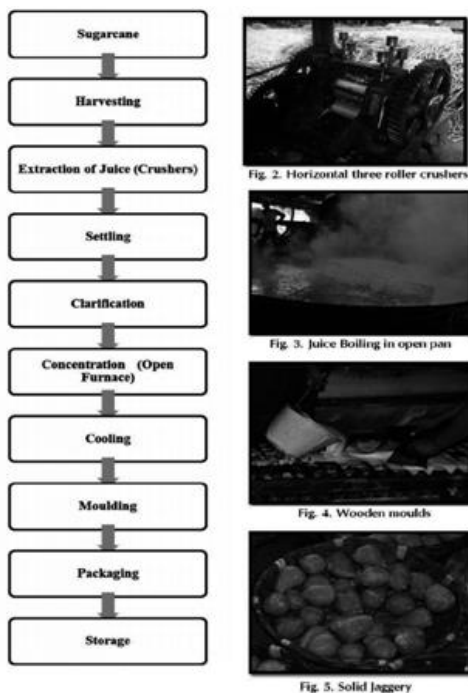 Sugarcane
Harvesting
Extraction of Juice (Crushers)
Settling
Clarification
Concentration (Open
Furnace)
Cooling
Moulding
Packaging
Storage
Fig. 2. Horizontal three roller crushers
Fig. 3. Juice Boiling in open pan
Fig. 4. Wooden moulds
Fig. 5. Solid Jaggery